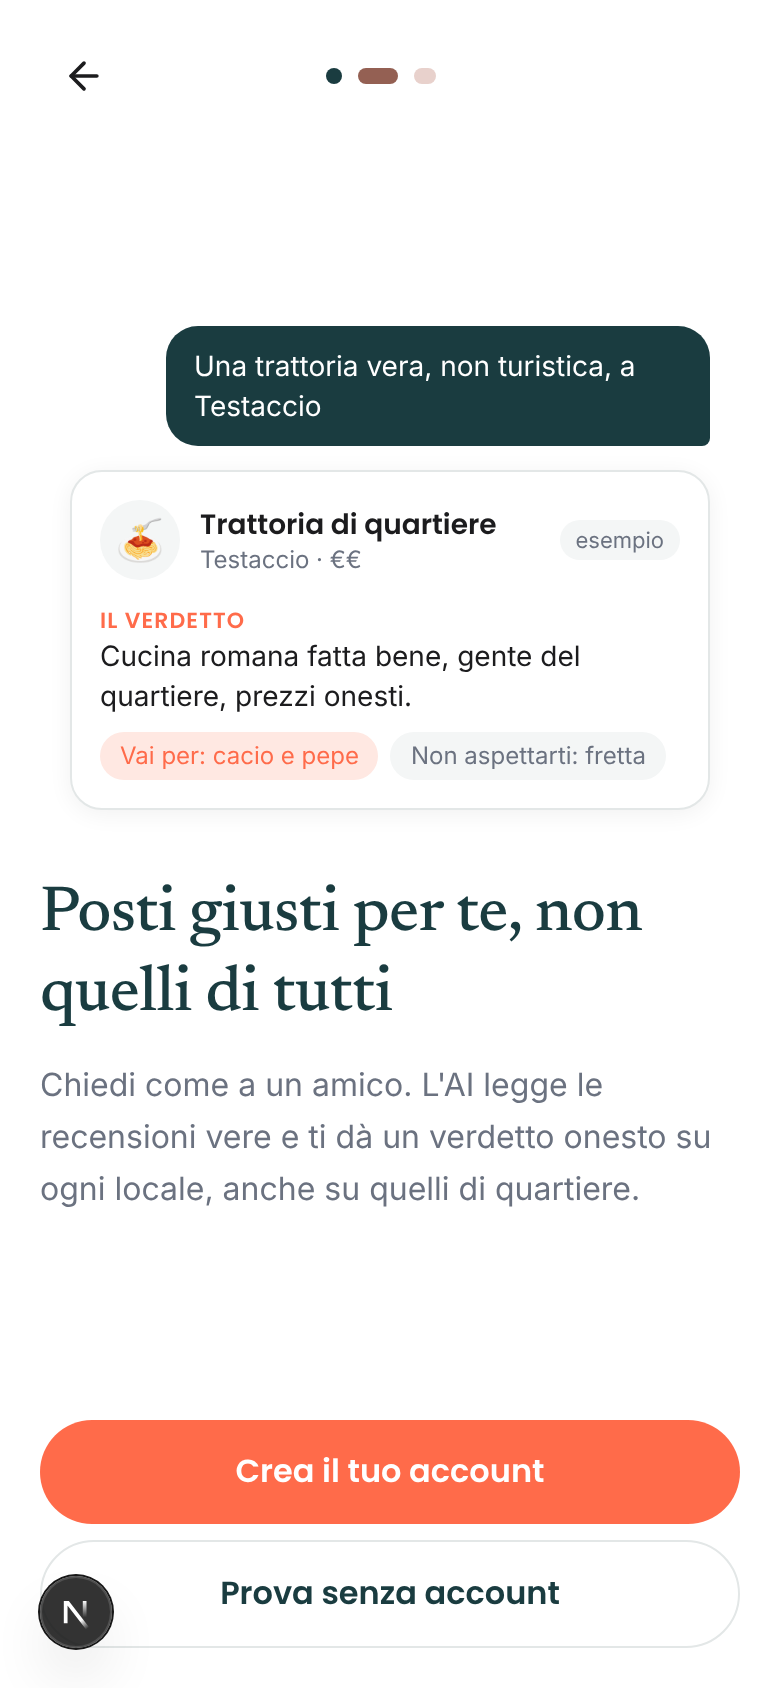 Una trattoria vera, non turistica, a
Testaccio
Trattoria di quartiere
esempio
Testaccio · €€
IL VERDETTO
Cucina romana fatta bene, gente del
quartiere, prezzi onesti.
Vai per: cacio e pepe
Non aspettarti: fretta
Posti giusti per te, non
quelli di tutti
Chiedi come a un amico. L'AI legge le
recensioni vere e ti dà un verdetto onesto su
ogni locale, anche su quelli di quartiere.
Crea il tuo account
Prova senza account
N